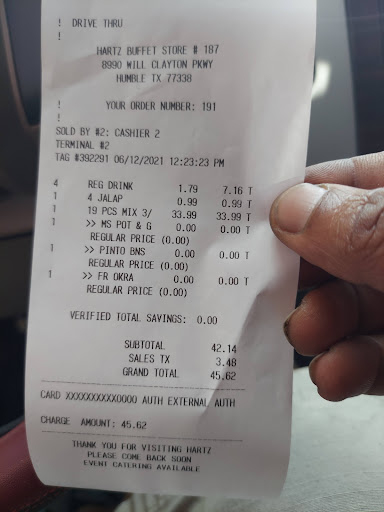 ! DRIVE THRU
!
HARTZ BUFFET STORE # 187
8990 WILL CLAYTON PKWY
HUMBLE TX 77338
! YOUR ORDER NUMBER: 191
!
SOLD BY #2: CASHIER 2
TERMINAL #2
TAG #392291 06/12/2021 12:23:23 PM
4 REG DRINK 1.79 7.16 T
1 4 JALAP 0.99 0.99 T
1 19 PCS MIX 3/ 33.99 33.99 T
1 >> MS POT & G 0.00 0.00 T
REGULAR PRICE (0.00)
1 >> PINTO BNS 0.00 0.00 T
REGULAR PRICE (0.00)
1 >> FR OKRA 0.00 0.00 T
REGULAR PRICE (0.00)
VERIFIED TOTAL SAVINGS: 0.00
SUBTOTAL 42.14
SALES TX 3.48
GRAND TOTAL 45.62
CARD XXXXXXXXXX0000 AUTH EXTERNAL AUTH
CHARGE AMOUNT: 45.62
THANK YOU FOR VISITING HARTZ
PLEASE COME BACK SOON
EVENT CATERING AVAILABLE